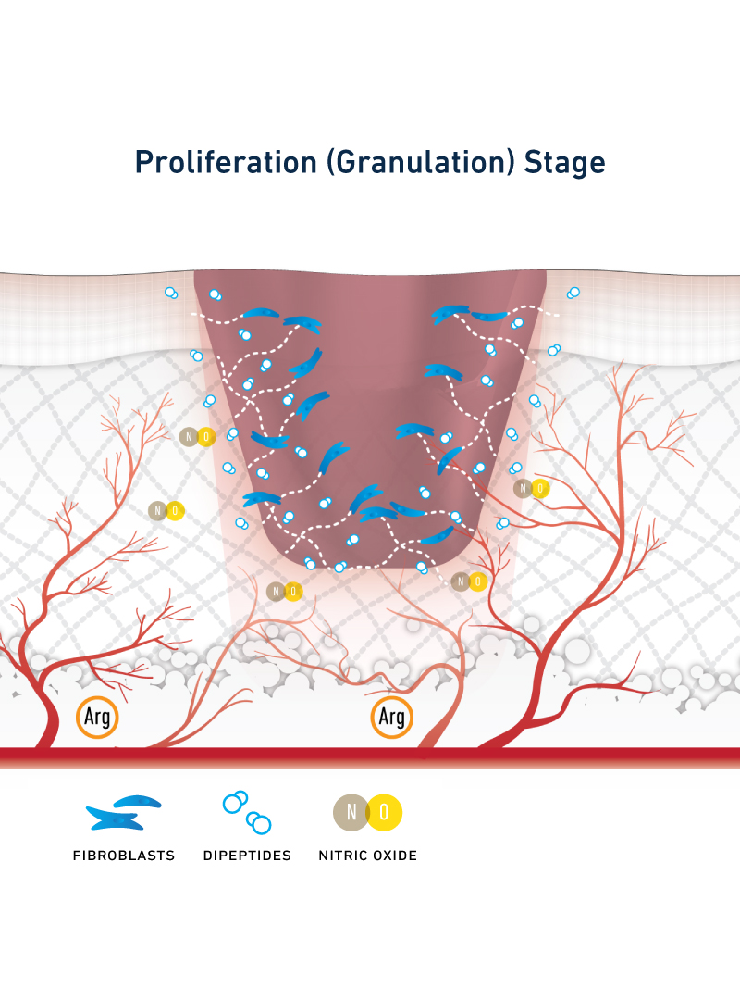 Proliferation (Granulation) Stage
N O
N O
N O
N O
N O
Arg
Arg
N O
FIBROBLASTS
DIPEPTIDES
NITRIC OXIDE